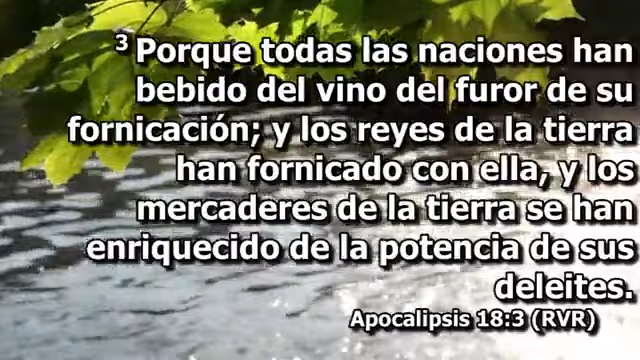 3 Porque todas las naciones han
bebido del vino del furor de su
fornicación; y los reyes de la tierra
han fornicado con ella, y los
mercaderes de la tierra se han
enriquecido de la potencia de sus
deleites.
Apocalipsis 18:3 (RVR)